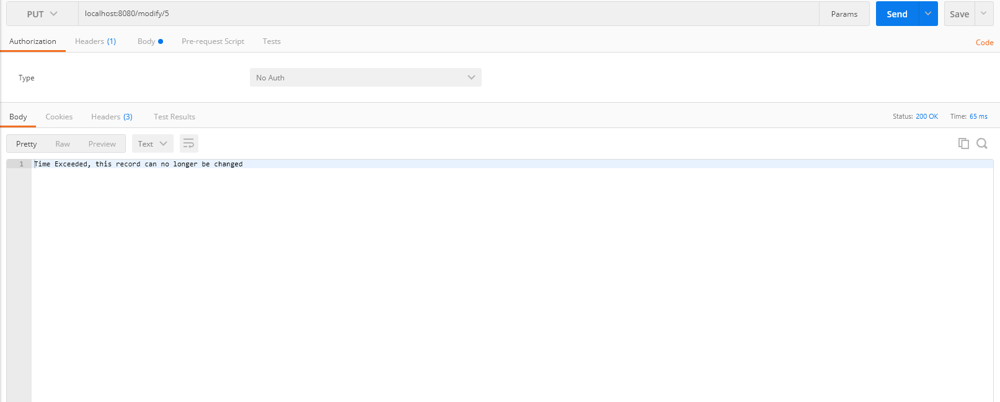 PUT localhost:8080/modify/5 Params Send Save
Authorization Headers (1) Body Pre-request Script Tests Code
Type No Auth
Body Cookies Headers (3) Test Results Status: 200 OK Time: 65 ms
Pretty Raw Preview Text
1 Time Exceeded, this record can no longer be changed